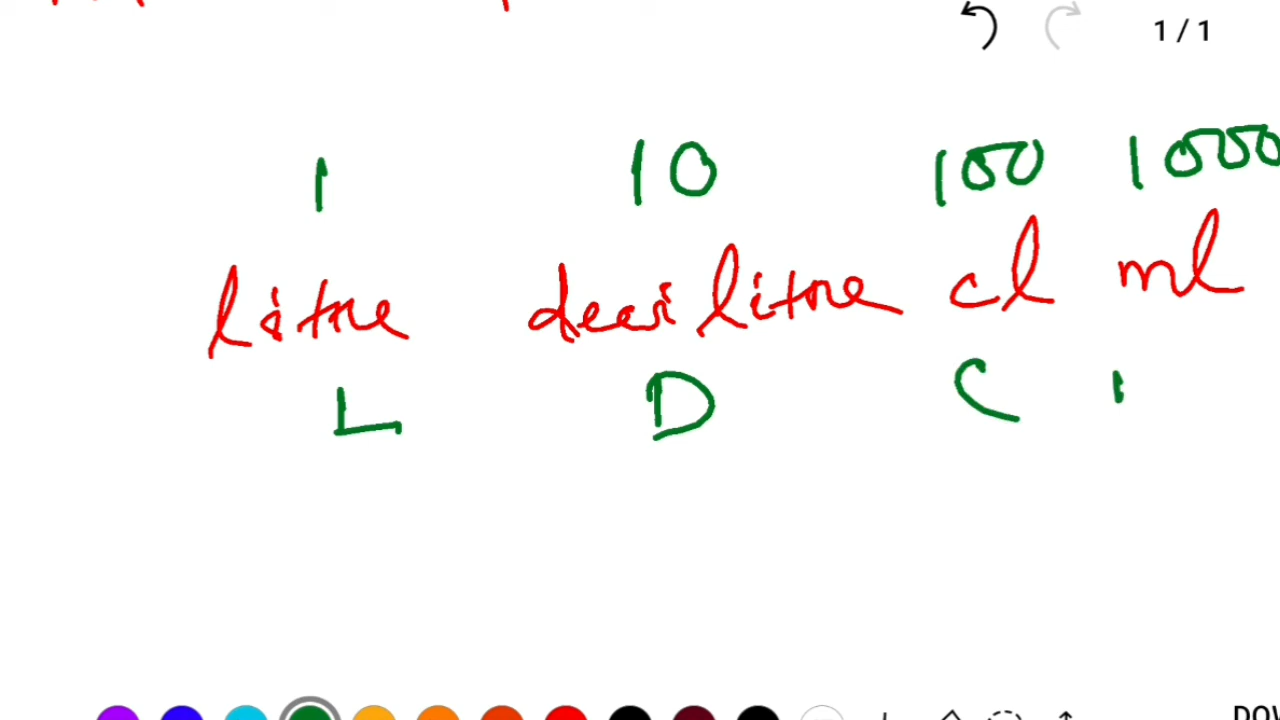 1 / 1
1 10 100 1000
litre decilitre cl ml
L D C